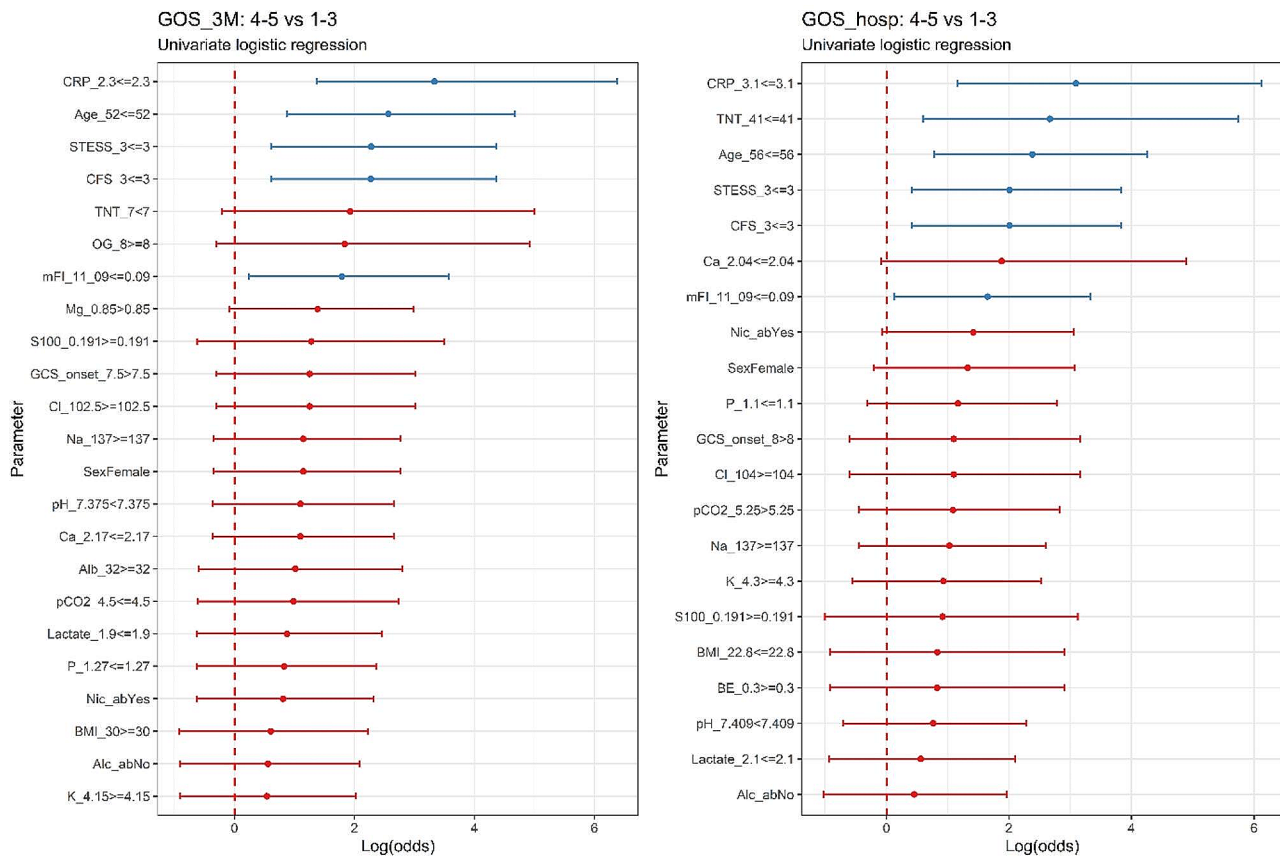 GOS_3M: 4-5 vs 1-3
Univariate logistic regression
Parameter
CRP_2.3<=2.3
Age_52<=52
STESS_3<=3
CFS_3<=3
TNT_7<7
OG_8>=8
mFI_11_09<=0.09
Mg_0.85>0.85
S100_0.191>=0.191
GCS_onset_7.5>7.5
Cl_102.5>=102.5
Na_137>=137
SexFemale
pH_7.375<7.375
Ca_2.17<=2.17
Alb_32>=32
pCO2_4.5<=4.5
Lactate_1.9<=1.9
P_1.27<=1.27
Nic_abYes
BMI_30>=30
Alc_abNo
K_4.15>=4.15
0 2 4 6
Log(odds)
GOS_hosp: 4-5 vs 1-3
Univariate logistic regression
Parameter
CRP_3.1<=3.1
TNT_41<=41
Age_56<=56
STESS_3<=3
CFS_3<=3
Ca_2.04<=2.04
mFI_11_09<=0.09
Nic_abYes
SexFemale
P_1.1<=1.1
GCS_onset_8>8
Cl_104>=104
pCO2_5.25>5.25
Na_137>=137
K_4.3>=4.3
S100_0.191>=0.191
BMI_22.8<=22.8
BE_0.3>=0.3
pH_7.409<7.409
Lactate_2.1<=2.1
Alc_abNo
0 2 4 6
Log(odds)